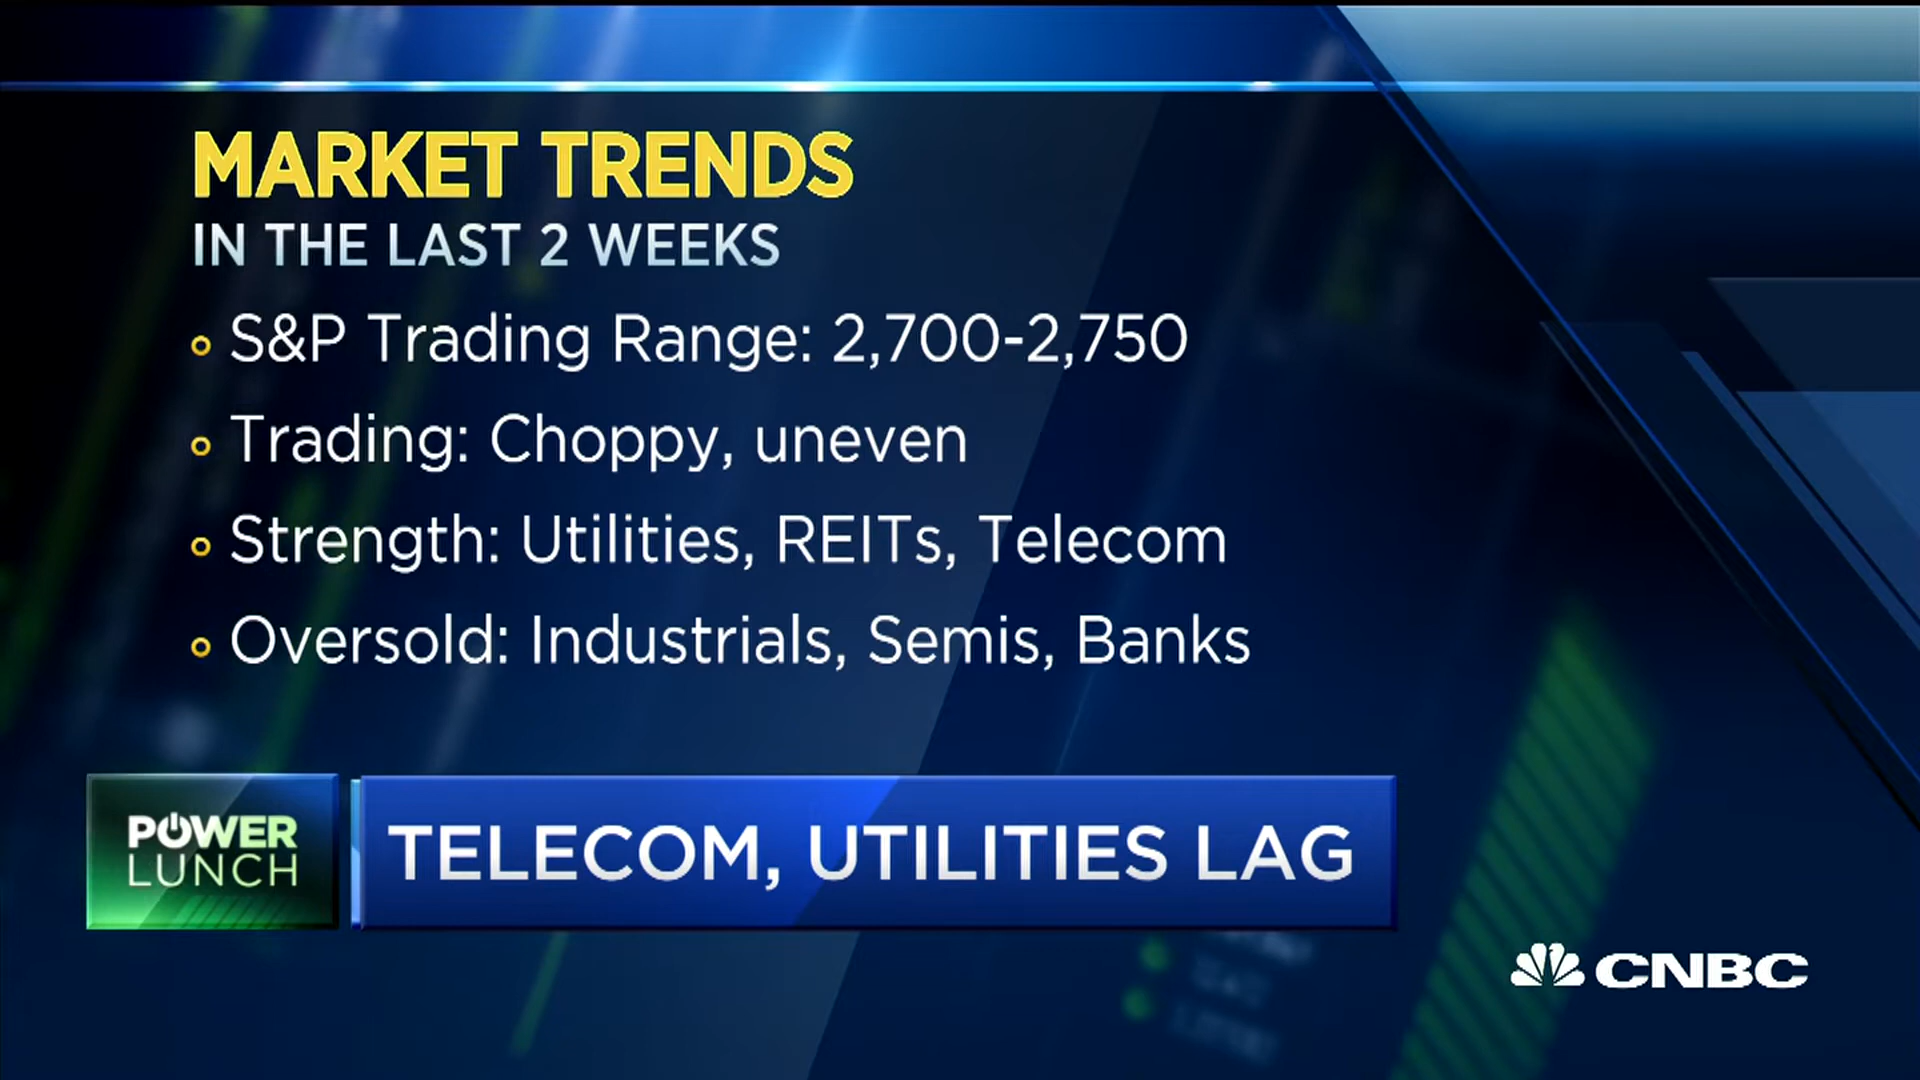 MARKET TRENDS
IN THE LAST 2 WEEKS
S&P Trading Range: 2,700-2,750
Trading: Choppy, uneven
Strength: Utilities, REITs, Telecom
Oversold: Industrials, Semis, Banks
POWER
LUNCH
TELECOM, UTILITIES LAG
CNBC